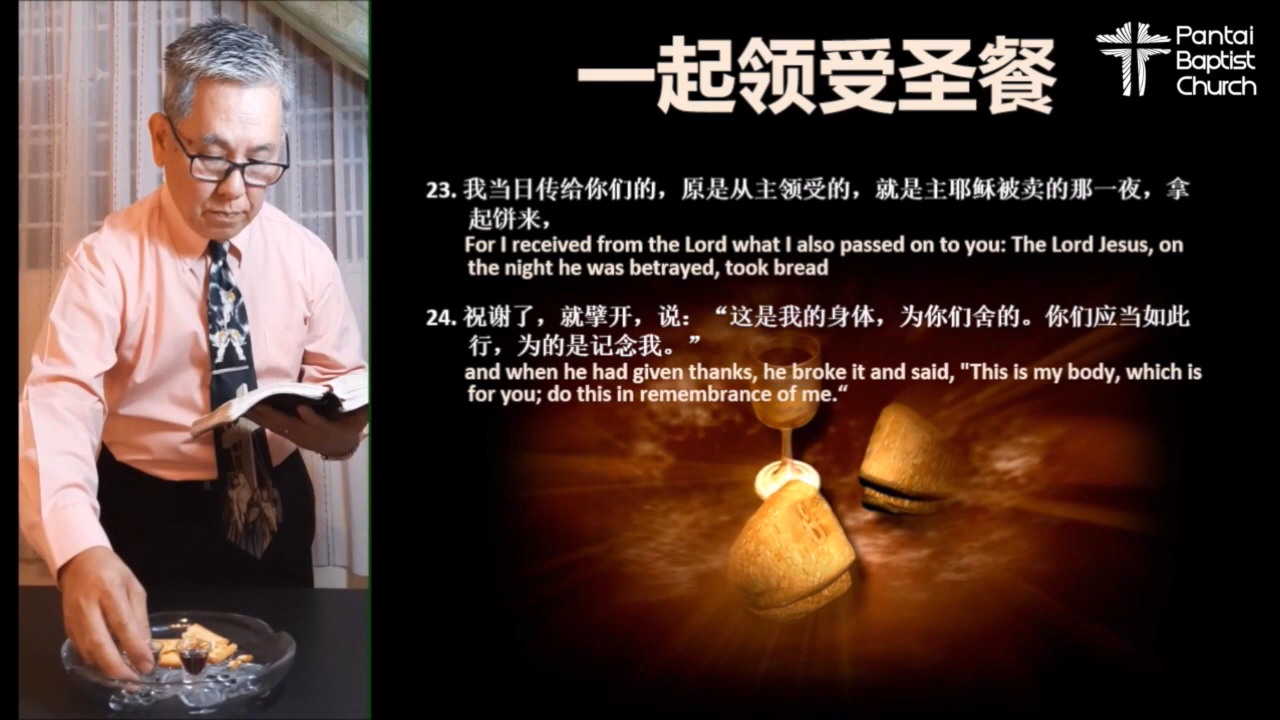 一起领受圣餐
Pantai
Baptist
Church
23. 我当日传给你们的，原是从主领受的，就是主耶稣被卖的那一夜，拿
起饼来，
For I received from the Lord what I also passed on to you: The Lord Jesus, on
the night he was betrayed, took bread
24. 祝谢了，就擘开，说：“这是我的身体，为你们舍的。你们应当如此
行，为的是记念我。”
and when he had given thanks, he broke it and said, "This is my body, which is
for you; do this in remembrance of me.“